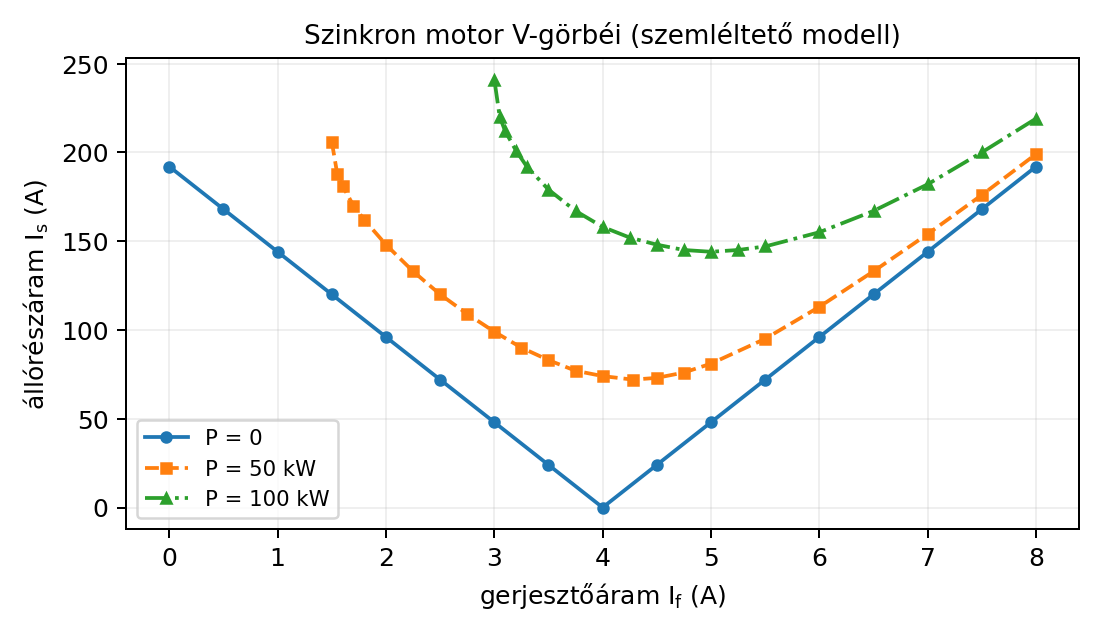 Szinkron motor V-görbéi (szemléltető modell)
állórészáram Iₛ (A)
250
200
150
100
50
0
P = 0
P = 50 kW
P = 100 kW
0 1 2 3 4 5 6 7 8
gerjesztőáram I_f (A)